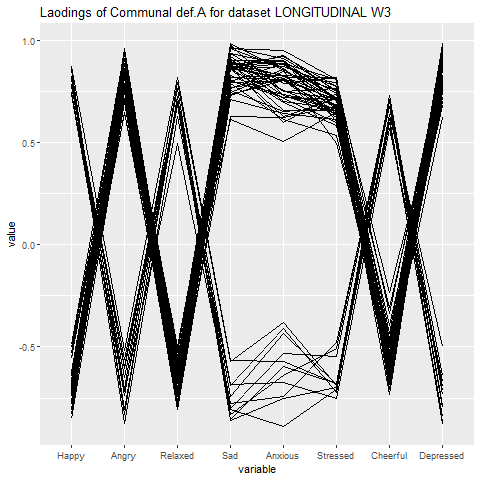 Laodings of Communal def.A for dataset LONGITUDINAL W3
1.0
0.5
0.0
-0.5
value
Happy Angry Relaxed Sad Anxious Stressed Cheerful Depressed
variable